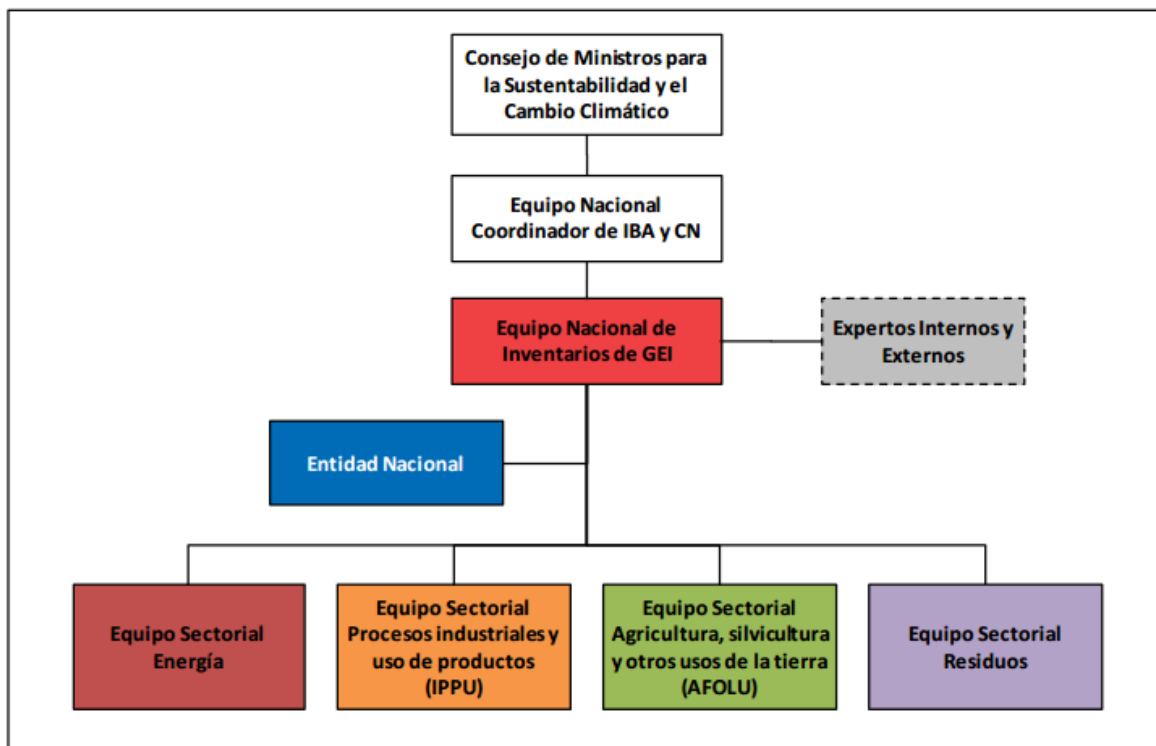 Consejo de Ministros para
la Sustentabilidad y el
Cambio Climático
Equipo Nacional
Coordinador de IBA y CN
Equipo Nacional de
Inventarios de GEI
Expertos Internos y
Externos
Entidad Nacional
Equipo Sectorial
Energía
Equipo Sectorial
Procesos industriales y
uso de productos
(IPPU)
Equipo Sectorial
Agricultura, silvicultura
y otros usos de la tierra
(AFOLU)
Equipo Sectorial
Residuos